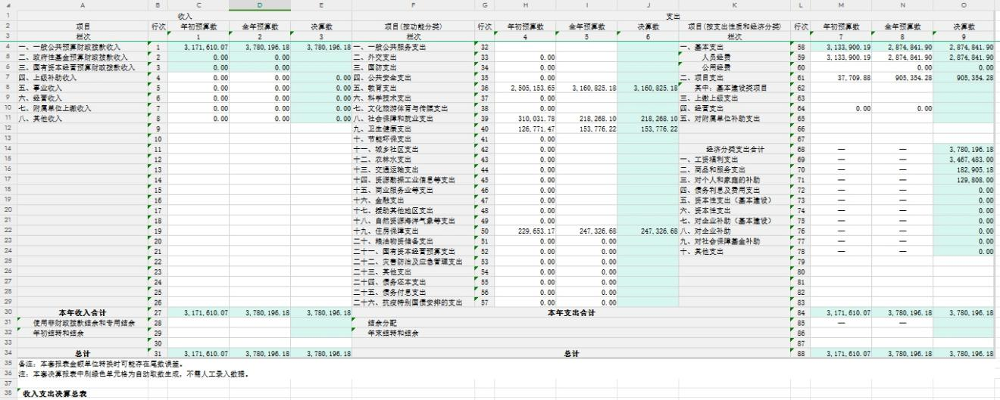 A B C D E F G H I J K L M N O
1 收入 支出
2 项目 行次 年初预算数 全年预算数 决算数 项目(按功能分类) 行次 年初预算数 全年预算数 决算数 项目(按支出性质和经济分类) 行次 年初预算数 全年预算数 决算数
3 栏次 1 2 3 栏次 4 5 6 栏次 7 8 9
4 一、一般公共预算财政拨款收入 1 3,171,610.07 3,780,196.18 3,780,196.18 一、一般公共服务支出 32 一、基本支出 58 3,133,900.19 2,874,841.90 2,874,841.90
5 二、政府性基金预算财政拨款收入 2 0.00 0.00 二、外交支出 33 0.00 人员经费 59 3,133,900.19 2,874,841.90 2,874,841.90
6 三、国有资本经营预算财政拨款收入 3 0.00 0.00 三、国防支出 34 0.00 公用经费 60 0.00 0.00
7 四、上级补助收入 4 0.00 0.00 0.00 四、公共安全支出 35 0.00 二、项目支出 61 37,709.88 905,354.28 905,354.28
8 五、事业收入 5 0.00 0.00 0.00 五、教育支出 36 2,505,153.65 3,160,825.18 3,160,825.18 其中：基本建设类项目 62
9 六、经营收入 6 0.00 0.00 0.00 六、科学技术支出 37 0.00 三、上缴上级支出 63
10 七、附属单位上缴收入 7 0.00 0.00 0.00 七、文化旅游体育与传媒支出 38 0.00 四、经营支出 64 0.00 0.00
11 八、其他收入 8 0.00 0.00 0.00 八、社会保障和就业支出 39 310,031.78 218,268.10 218,268.10 五、对附属单位补助支出 65
12 9 九、卫生健康支出 40 126,771.47 153,776.22 153,776.22 66
13 10 十、节能环保支出 41 0.00 67
14 11 十一、城乡社区支出 42 0.00 经济分类支出合计 68 — — 3,780,196.18
15 12 十二、农林水支出 43 0.00 一、工资福利支出 69 — — 3,467,483.00
16 13 十三、交通运输支出 44 0.00 二、商品和服务支出 70 — — 182,905.18
17 14 十四、资源勘探工业信息等支出 45 0.00 三、对个人和家庭的补助 71 — — 129,808.00
18 15 十五、商业服务业等支出 46 0.00 四、债务利息及费用支出 72 — — 0.00
19 16 十六、金融支出 47 0.00 五、资本性支出（基本建设） 73 — — 0.00
20 17 十七、援助其他地区支出 48 0.00 六、资本性支出 74 — — 0.00
21 18 十八、自然资源海洋气象等支出 49 0.00 七、对企业补助（基本建设） 75 — — 0.00
22 19 十九、住房保障支出 50 229,653.17 247,326.68 247,326.68 八、对企业补助 76 — — 0.00
23 20 二十、粮油物资储备支出 51 0.00 0.00 九、对社会保障基金补助 77 — — 0.00
24 21 二十一、国有资本经营预算支出 52 0.00 0.00 十、其他支出 78 — — 0.00
25 22 二十二、灾害防治及应急管理支出 53 0.00 0.00 79
26 23 二十三、其他支出 54 0.00 0.00 80
27 24 二十四、债务还本支出 55 0.00 0.00 81
28 25 二十五、债务付息支出 56 0.00 0.00 82
29 26 二十六、抗疫特别国债安排的支出 57 0.00 0.00 83
30 本年收入合计 27 3,171,610.07 3,780,196.18 3,780,196.18 本年支出合计 84 3,171,610.07 3,780,196.18 3,780,196.18
31 使用非财政拨款结余和专用结余 28 结余分配 85 — —
32 年初结转和结余 29 年末结转和结余 86
33 30 87
34 总计 31 3,171,610.07 3,780,196.18 3,780,196.18 总计 88 3,171,610.07 3,780,196.18 3,780,196.18
35 备注：本套报表金额单位转换时可能存在尾数误差。
36 注：本套决算报表中刷绿色单元格为自动取数生成，不需人工录入数据。
37
38 收入支出决算总表